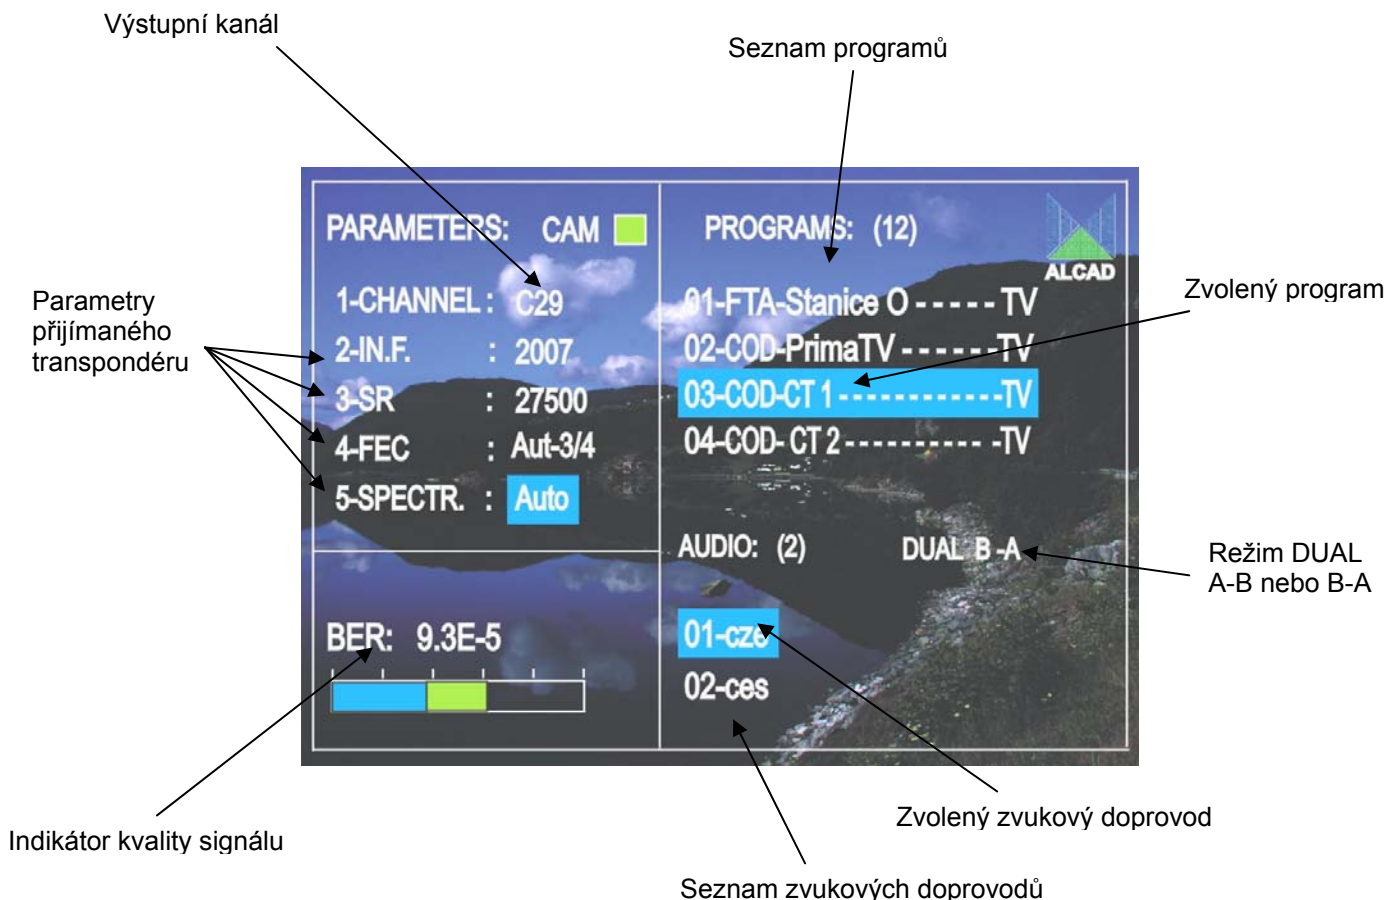 Výstupní kanál
Seznam programů
PARAMETERS: CAM
PROGRAMS: (12)
ALCAD
Parametry
přijímaného
transpondéru
1-CHANNEL : C29
2-IN.F. : 2007
3-SR : 27500
4-FEC : Aut-3/4
5-SPECTR. : Auto
01-FTA-Stanice O - - - - - TV
02-COD-PrimaTV - - - - - - TV
03-COD-CT 1 - - - - - - - - - - - -TV
04-COD- CT 2 - - - - - - - - - - -TV
Zvolený program
AUDIO: (2) DUAL B -A
Režim DUAL
A-B nebo B-A
BER: 9.3E-5
01-cze
02-ces
Zvolený zvukový doprovod
Indikátor kvality signálu
Seznam zvukových doprovodů